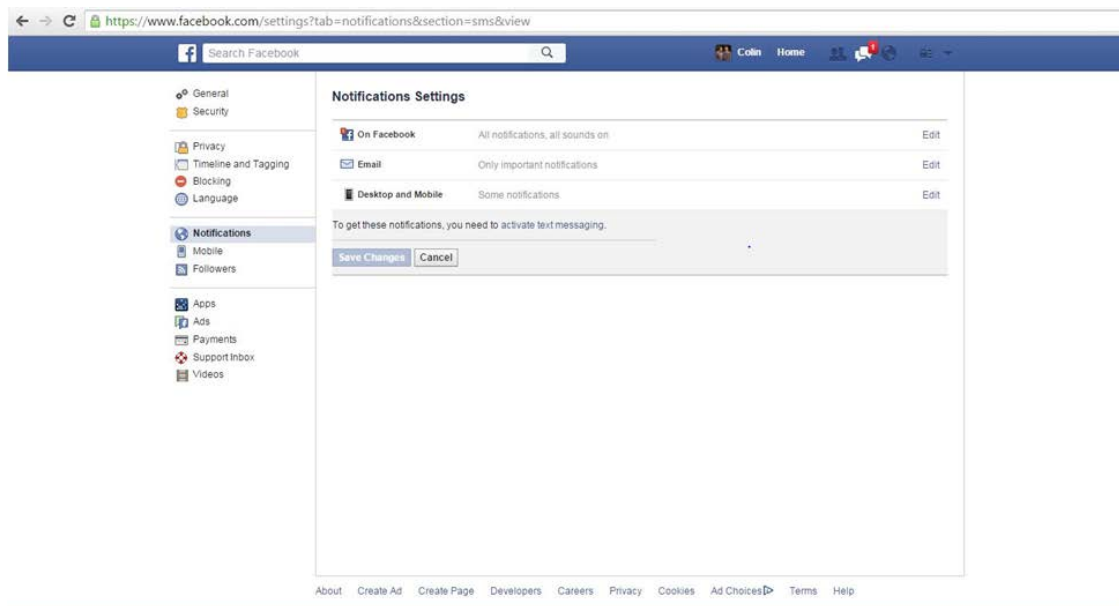 https://www.facebook.com/settings?tab=notifications&section=sms&view
f Search Facebook Colin Home 1
General
Security
Privacy
Timeline and Tagging
Blocking
Language
Notifications
Mobile
Followers
Apps
Ads
Payments
Support Inbox
Videos
Notifications Settings
On Facebook All notifications, all sounds on Edit
Email Only important notifications Edit
Desktop and Mobile Some notifications Edit
To get these notifications, you need to activate text messaging.
Save Changes Cancel
About Create Ad Create Page Developers Careers Privacy Cookies Ad Choices Terms Help